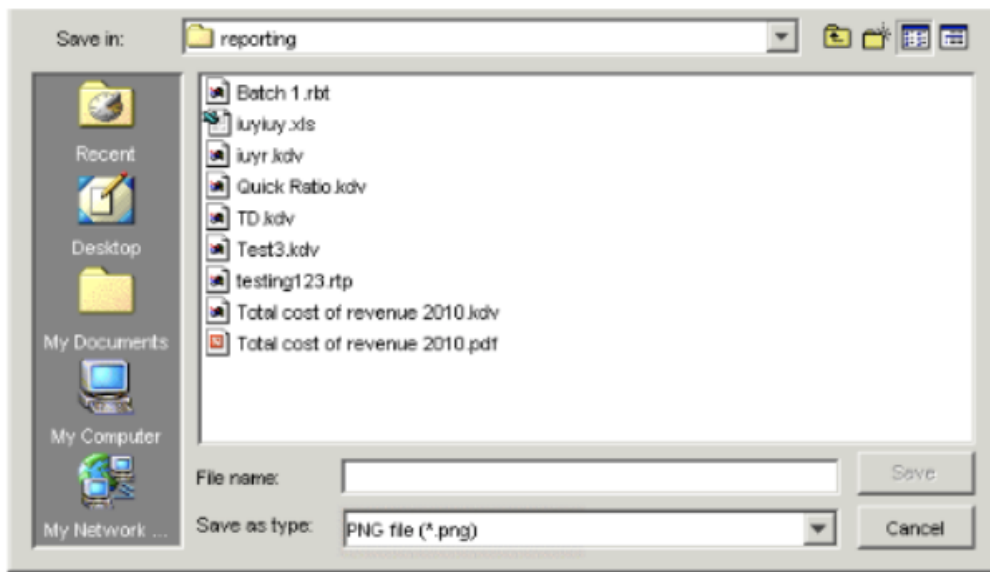 Save in:
reporting
Batch 1.rbt
iuyiuy.xls
iuyr.kdv
Quick Ratio.kdv
TD.kdv
Test3.kdv
testing123.rtp
Total cost of revenue 2010.kdv
Total cost of revenue 2010.pdf
Recent
Desktop
My Documents
My Computer
My Network ...
File name:
Save
Save as type:
PNG file (*.png)
Cancel